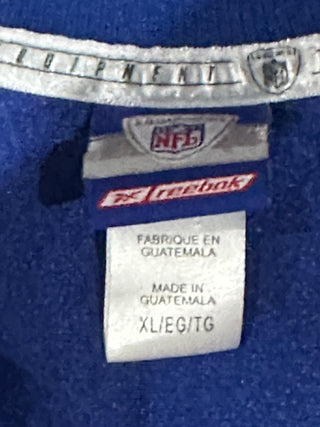 EQUIPMENT
NFL
Reebok
FABRIQUE EN
GUATEMALA
MADE IN
GUATEMALA
XL/EG/TG